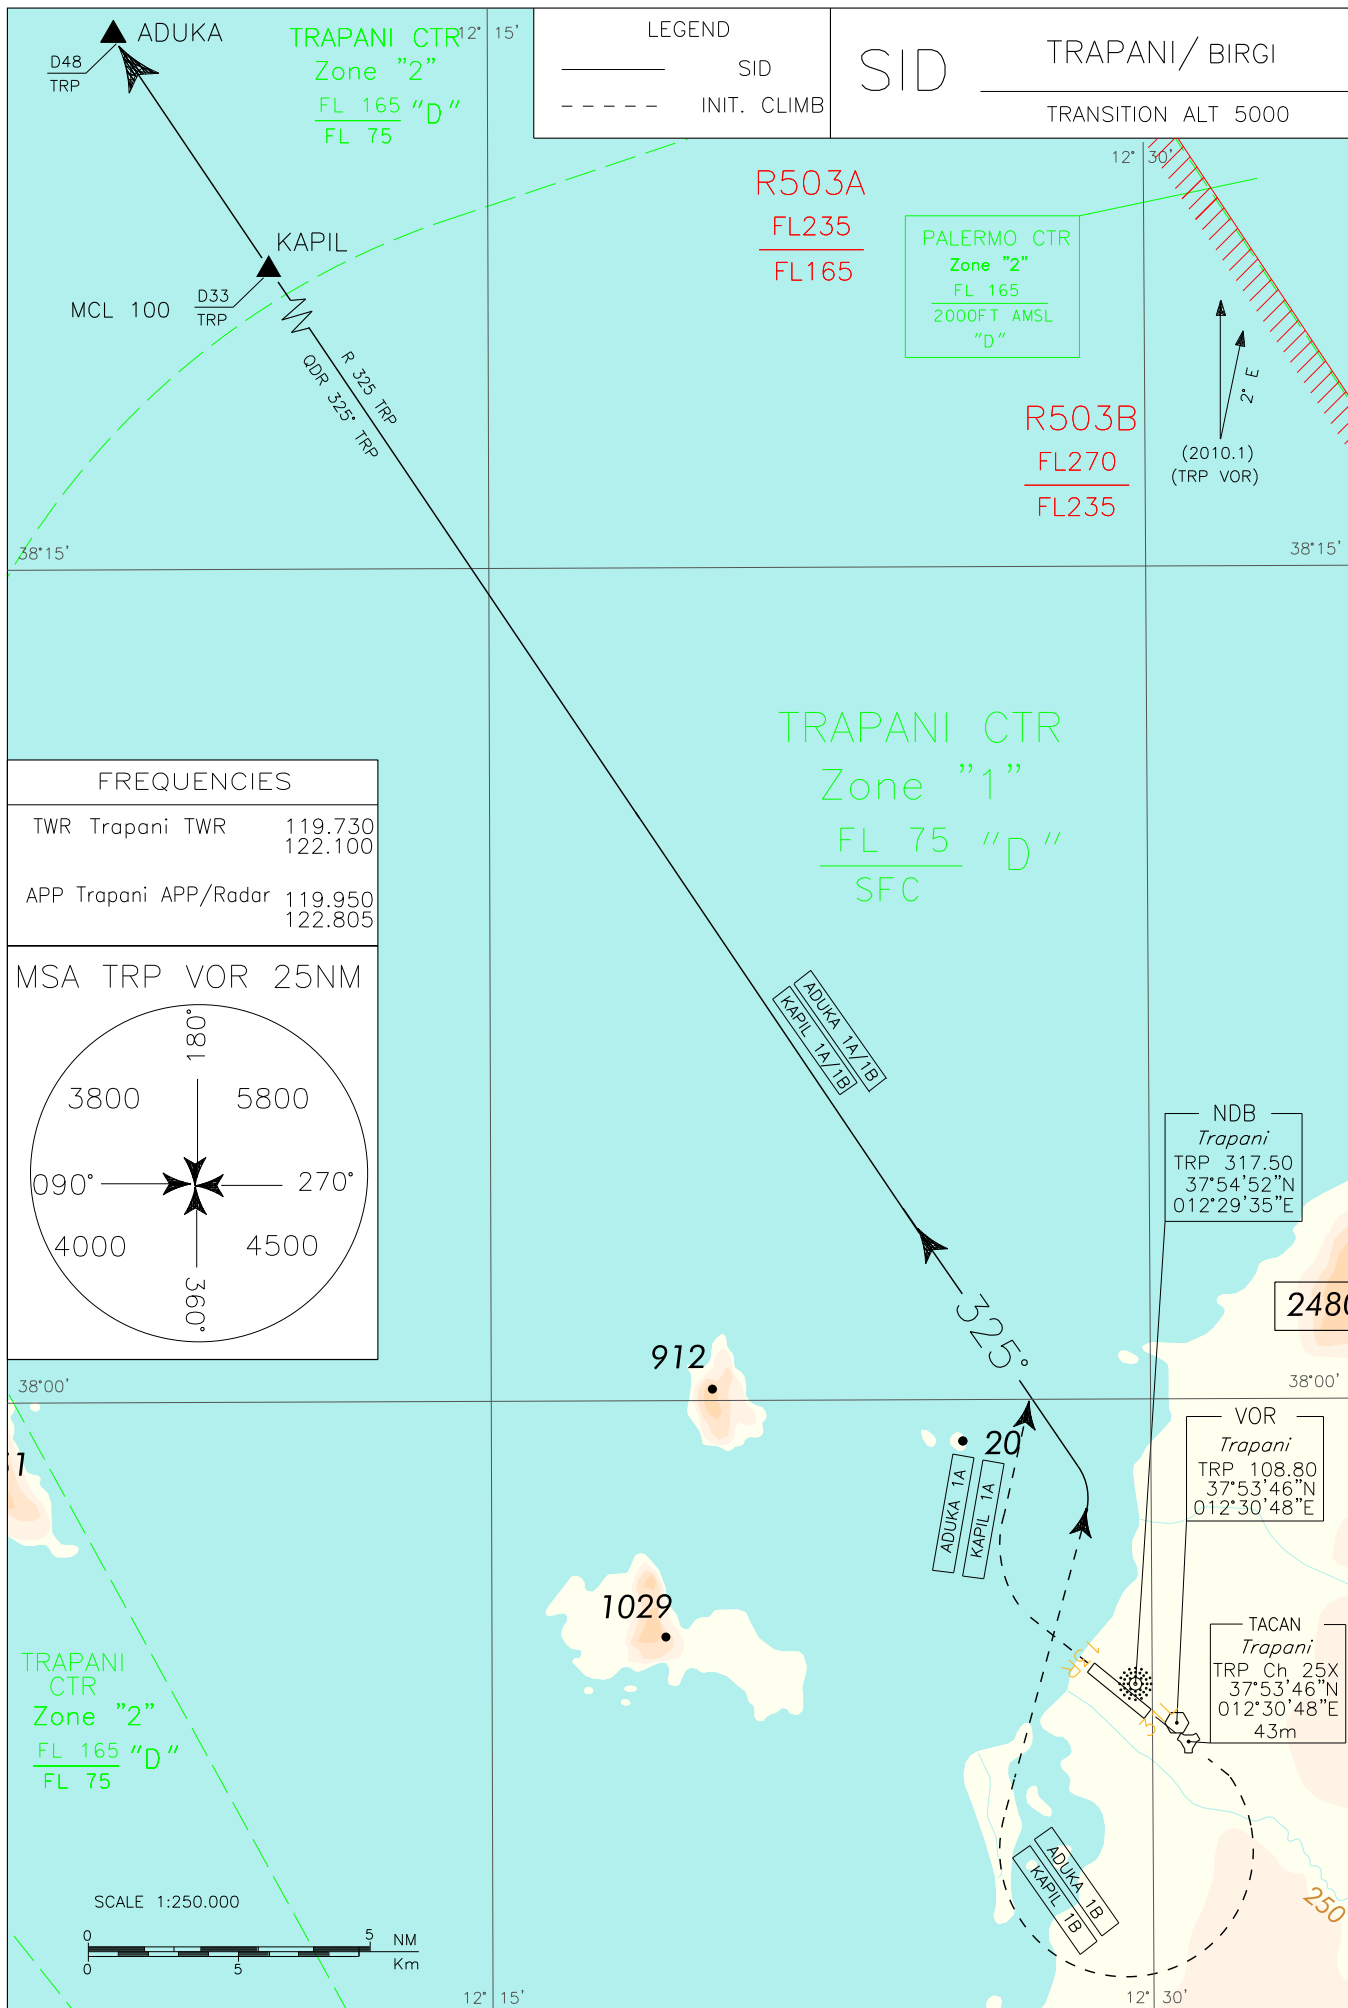 ADUKA
D48
TRP
TRAPANI CTR
Zone "2"
FL 165 "D"
FL 75
12° 15'
LEGEND
SID
INIT. CLIMB
SID
TRAPANI/ BIRGI
TRANSITION ALT 5000
12° 30'
R503A
FL235
FL165
PALERMO CTR
Zone "2"
FL 165
2000FT AMSL
"D"
KAPIL
D33
TRP
MCL 100
R 325 TRP
QDR 325° TRP
2° E
(2010.1)
(TRP VOR)
R503B
FL270
FL235
38°15'
38°15'
TRAPANI CTR
Zone "1"
FL 75 "D"
SFC
FREQUENCIES
TWR Trapani TWR 119.730
122.100
APP Trapani APP/Radar 119.950
122.805
MSA TRP VOR 25NM
180°
3800
5800
090°
270°
4000
4500
360°
ADUKA 1A/1B
KAPIL 1A/1B
NDB
Trapani
TRP 317.50
37°54'52"N
012°29'35"E
248
325°
912
38°00'
38°00'
20
1
ADUKA 1A
KAPIL 1A
VOR
Trapani
TRP 108.80
37°53'46"N
012°30'48"E
1029
TACAN
Trapani
TRP Ch 25X
37°53'46"N
012°30'48"E
43m
13R
TRAPANI
CTR
Zone "2"
FL 165 "D"
FL 75
ADUKA 1B
KAPIL 1B
250
SCALE 1:250.000
0 5 NM
0 5 Km
12° 15'
12° 30'